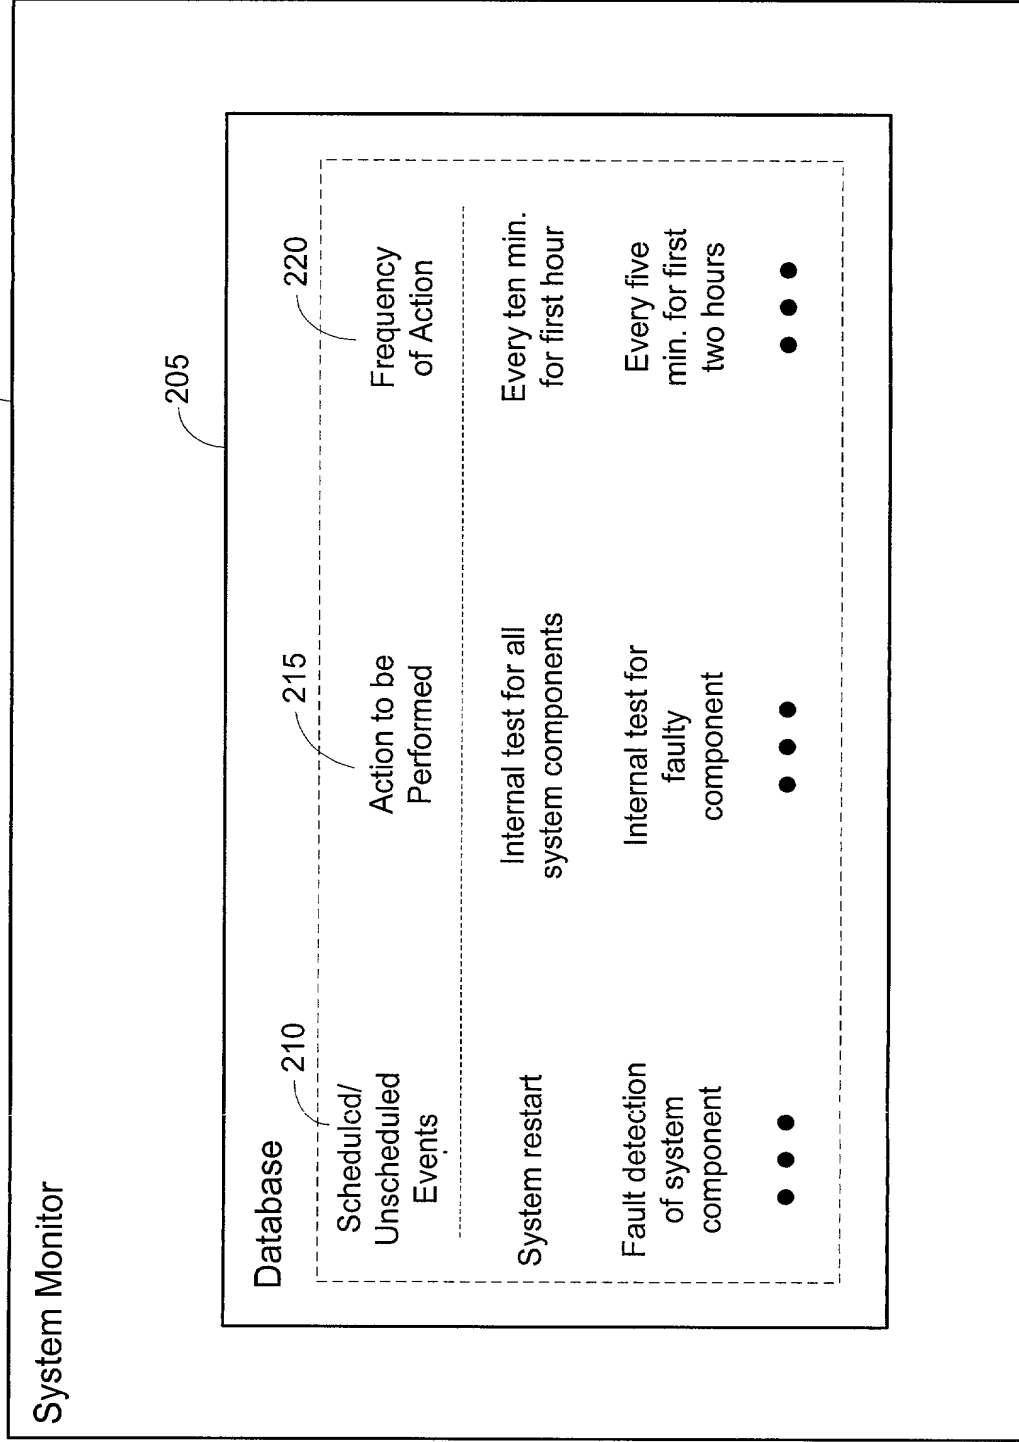 System Monitor
205
Database
210
215
220
Scheduled/
Unscheduled
Events
Action to be
Performed
Frequency
of Action
System restart
Internal test for all
system components
Every ten min.
for first hour
Fault detection
of system
component
Internal test for
faulty
component
Every five
min. for first
two hours